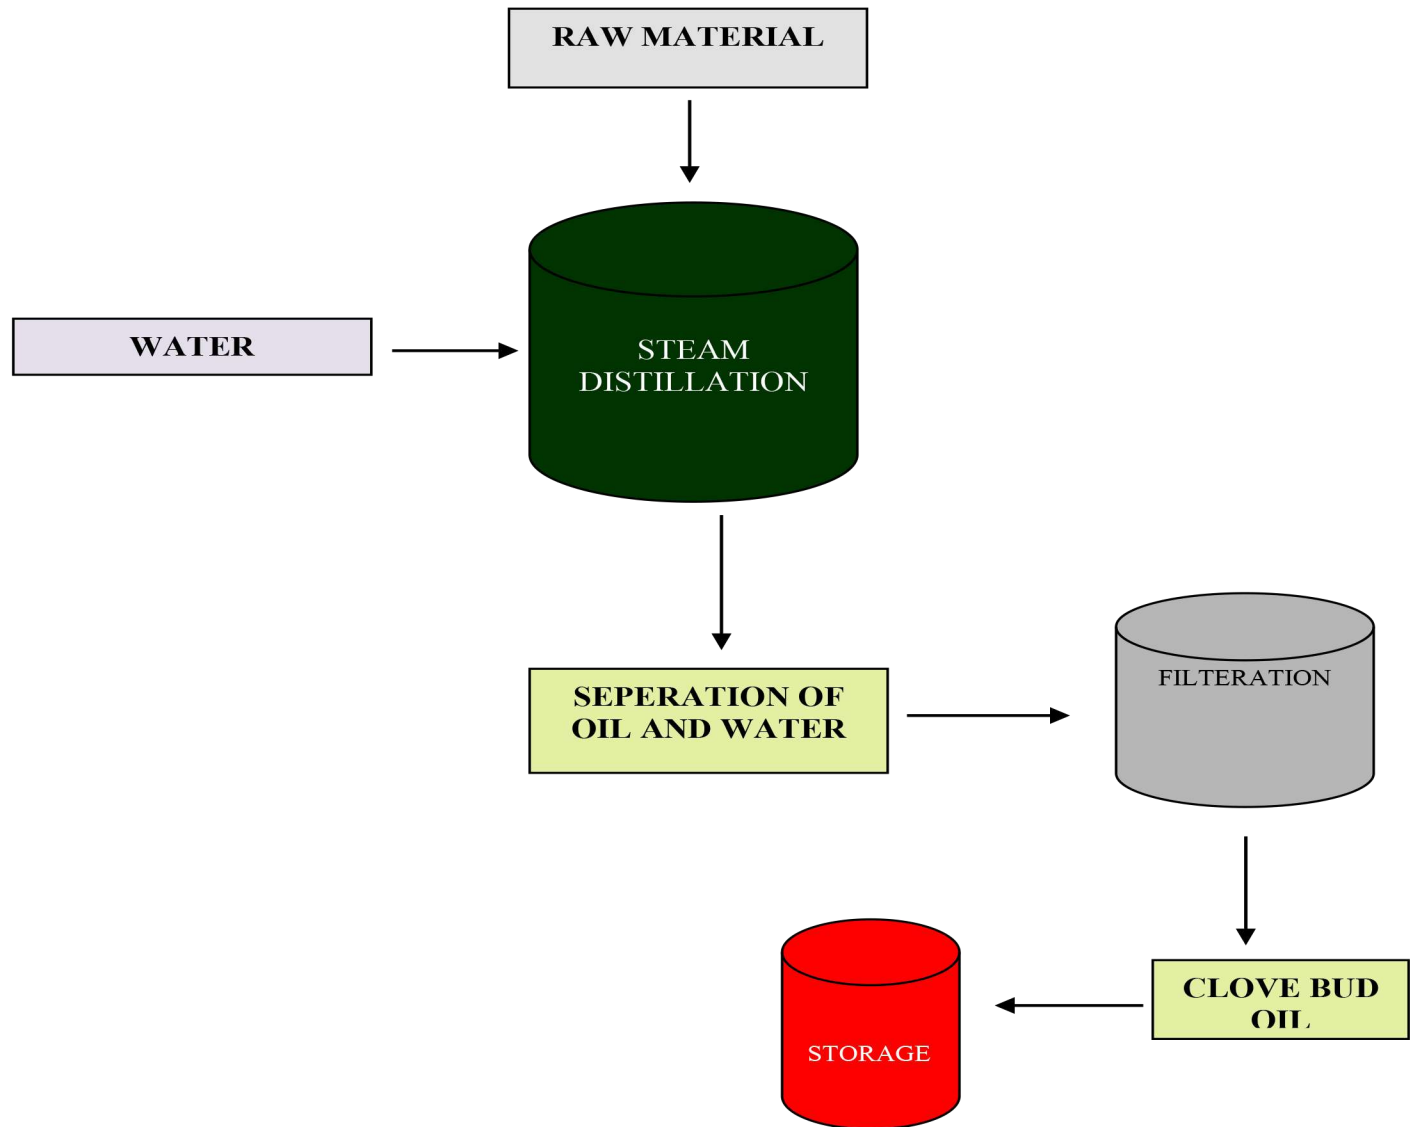 RAW MATERIAL
WATER
STEAM
DISTILLATION
SEPERATION OF
OIL AND WATER
FILTERATION
CLOVE BUD
OIL
STORAGE